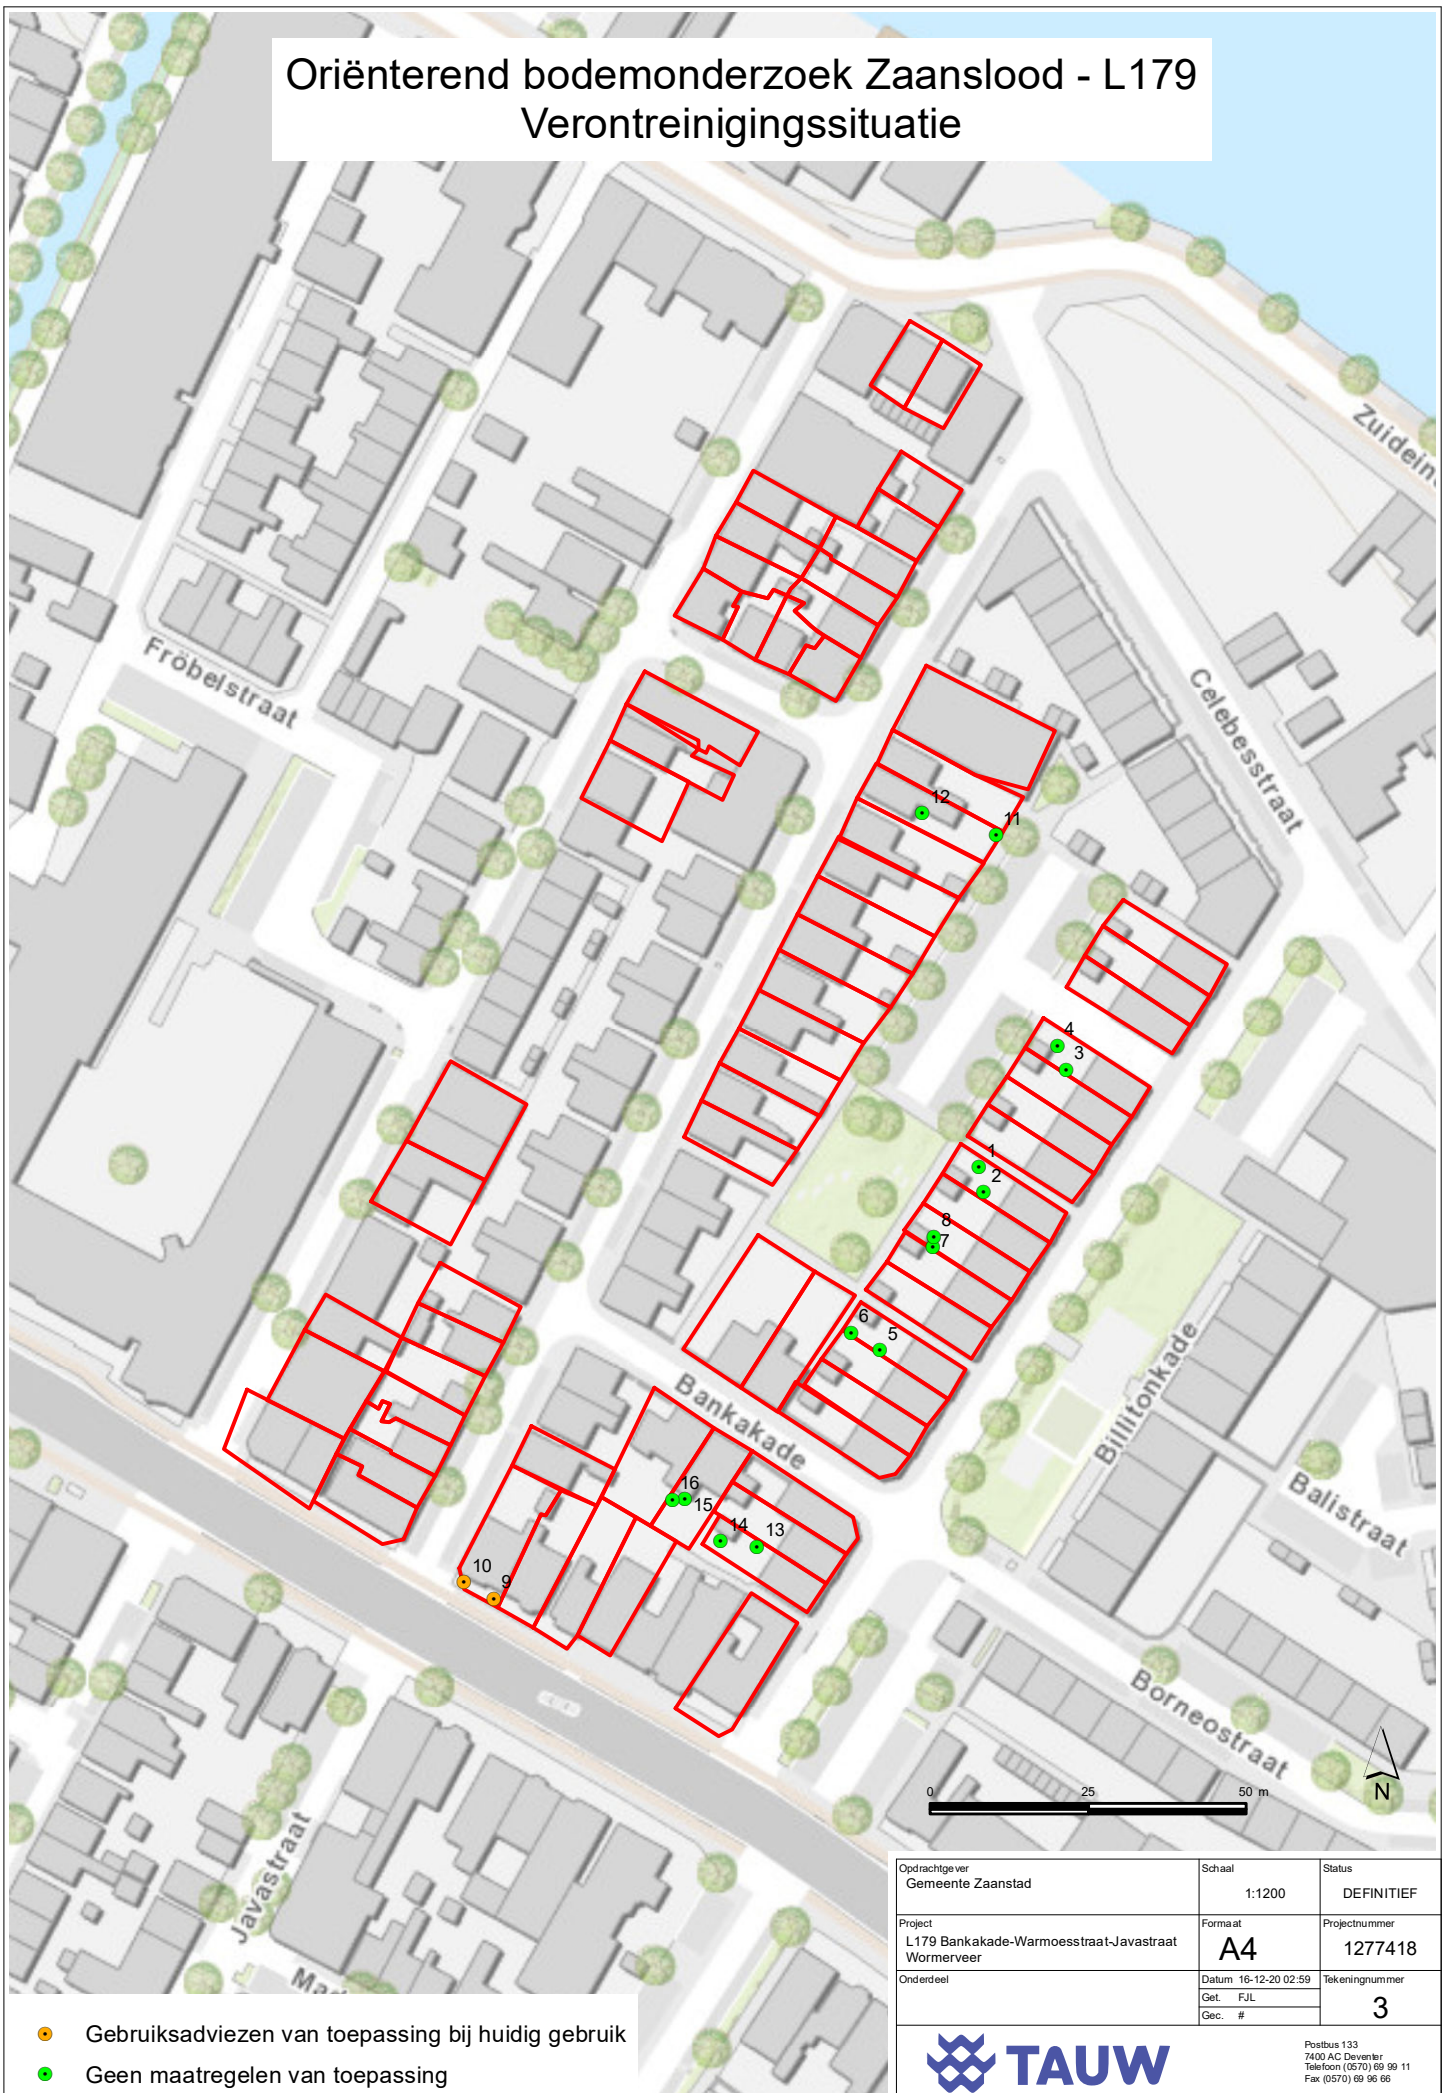 Oriënterend bodemonderzoek Zaanslood - L179
Verontreinigingssituatie
Fröbelstraat
Celebesstraat
12
11
4
3
1
2
8
7
6
5
Bankakade
Billitonkade
Balistraat
16
15
14
13
10
9
Borneostraat
Javastraat
0 25 50 m
N
Opdrachtgever
Gemeente Zaanstad
Schaal
1:1200
Status
DEFINITIEF
Project
L179 Bankakade-Warmoesstraat-Javastraat
Wormerveer
Formaat
A4
Projectnummer
1277418
Onderdeel
Datum 16-12-20 02:59
Get. FJL
Gec. #
Tekeningnummer
3
TAUW
Postbus 133
7400 AC Deventer
Telefoon (0570) 69 99 11
Fax (0570) 69 96 66
Gebruiksadviezen van toepassing bij huidig gebruik
Geen maatregelen van toepassing